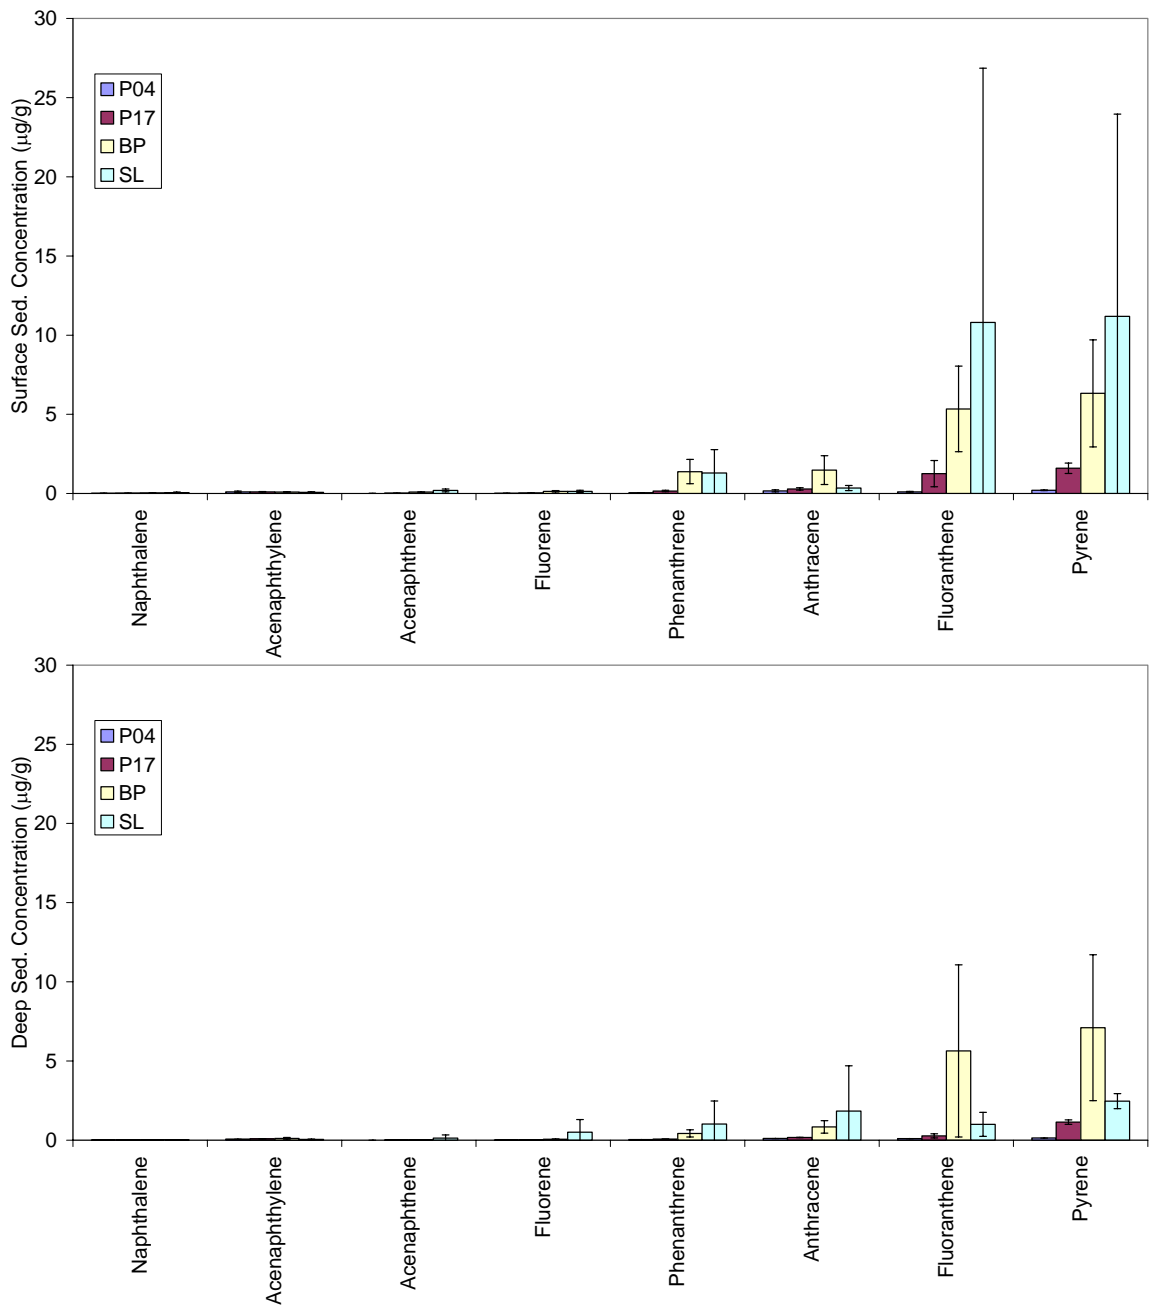 30
25
20
15
10
5
0
Surface Sed. Concentration (µg/g)
P04
P17
BP
SL
Naphthalene
Acenaphthylene
Acenaphthene
Fluorene
Phenanthrene
Anthracene
Fluoranthene
Pyrene
30
25
20
15
10
5
0
Deep Sed. Concentration (µg/g)
P04
P17
BP
SL
Naphthalene
Acenaphthylene
Acenaphthene
Fluorene
Phenanthrene
Anthracene
Fluoranthene
Pyrene